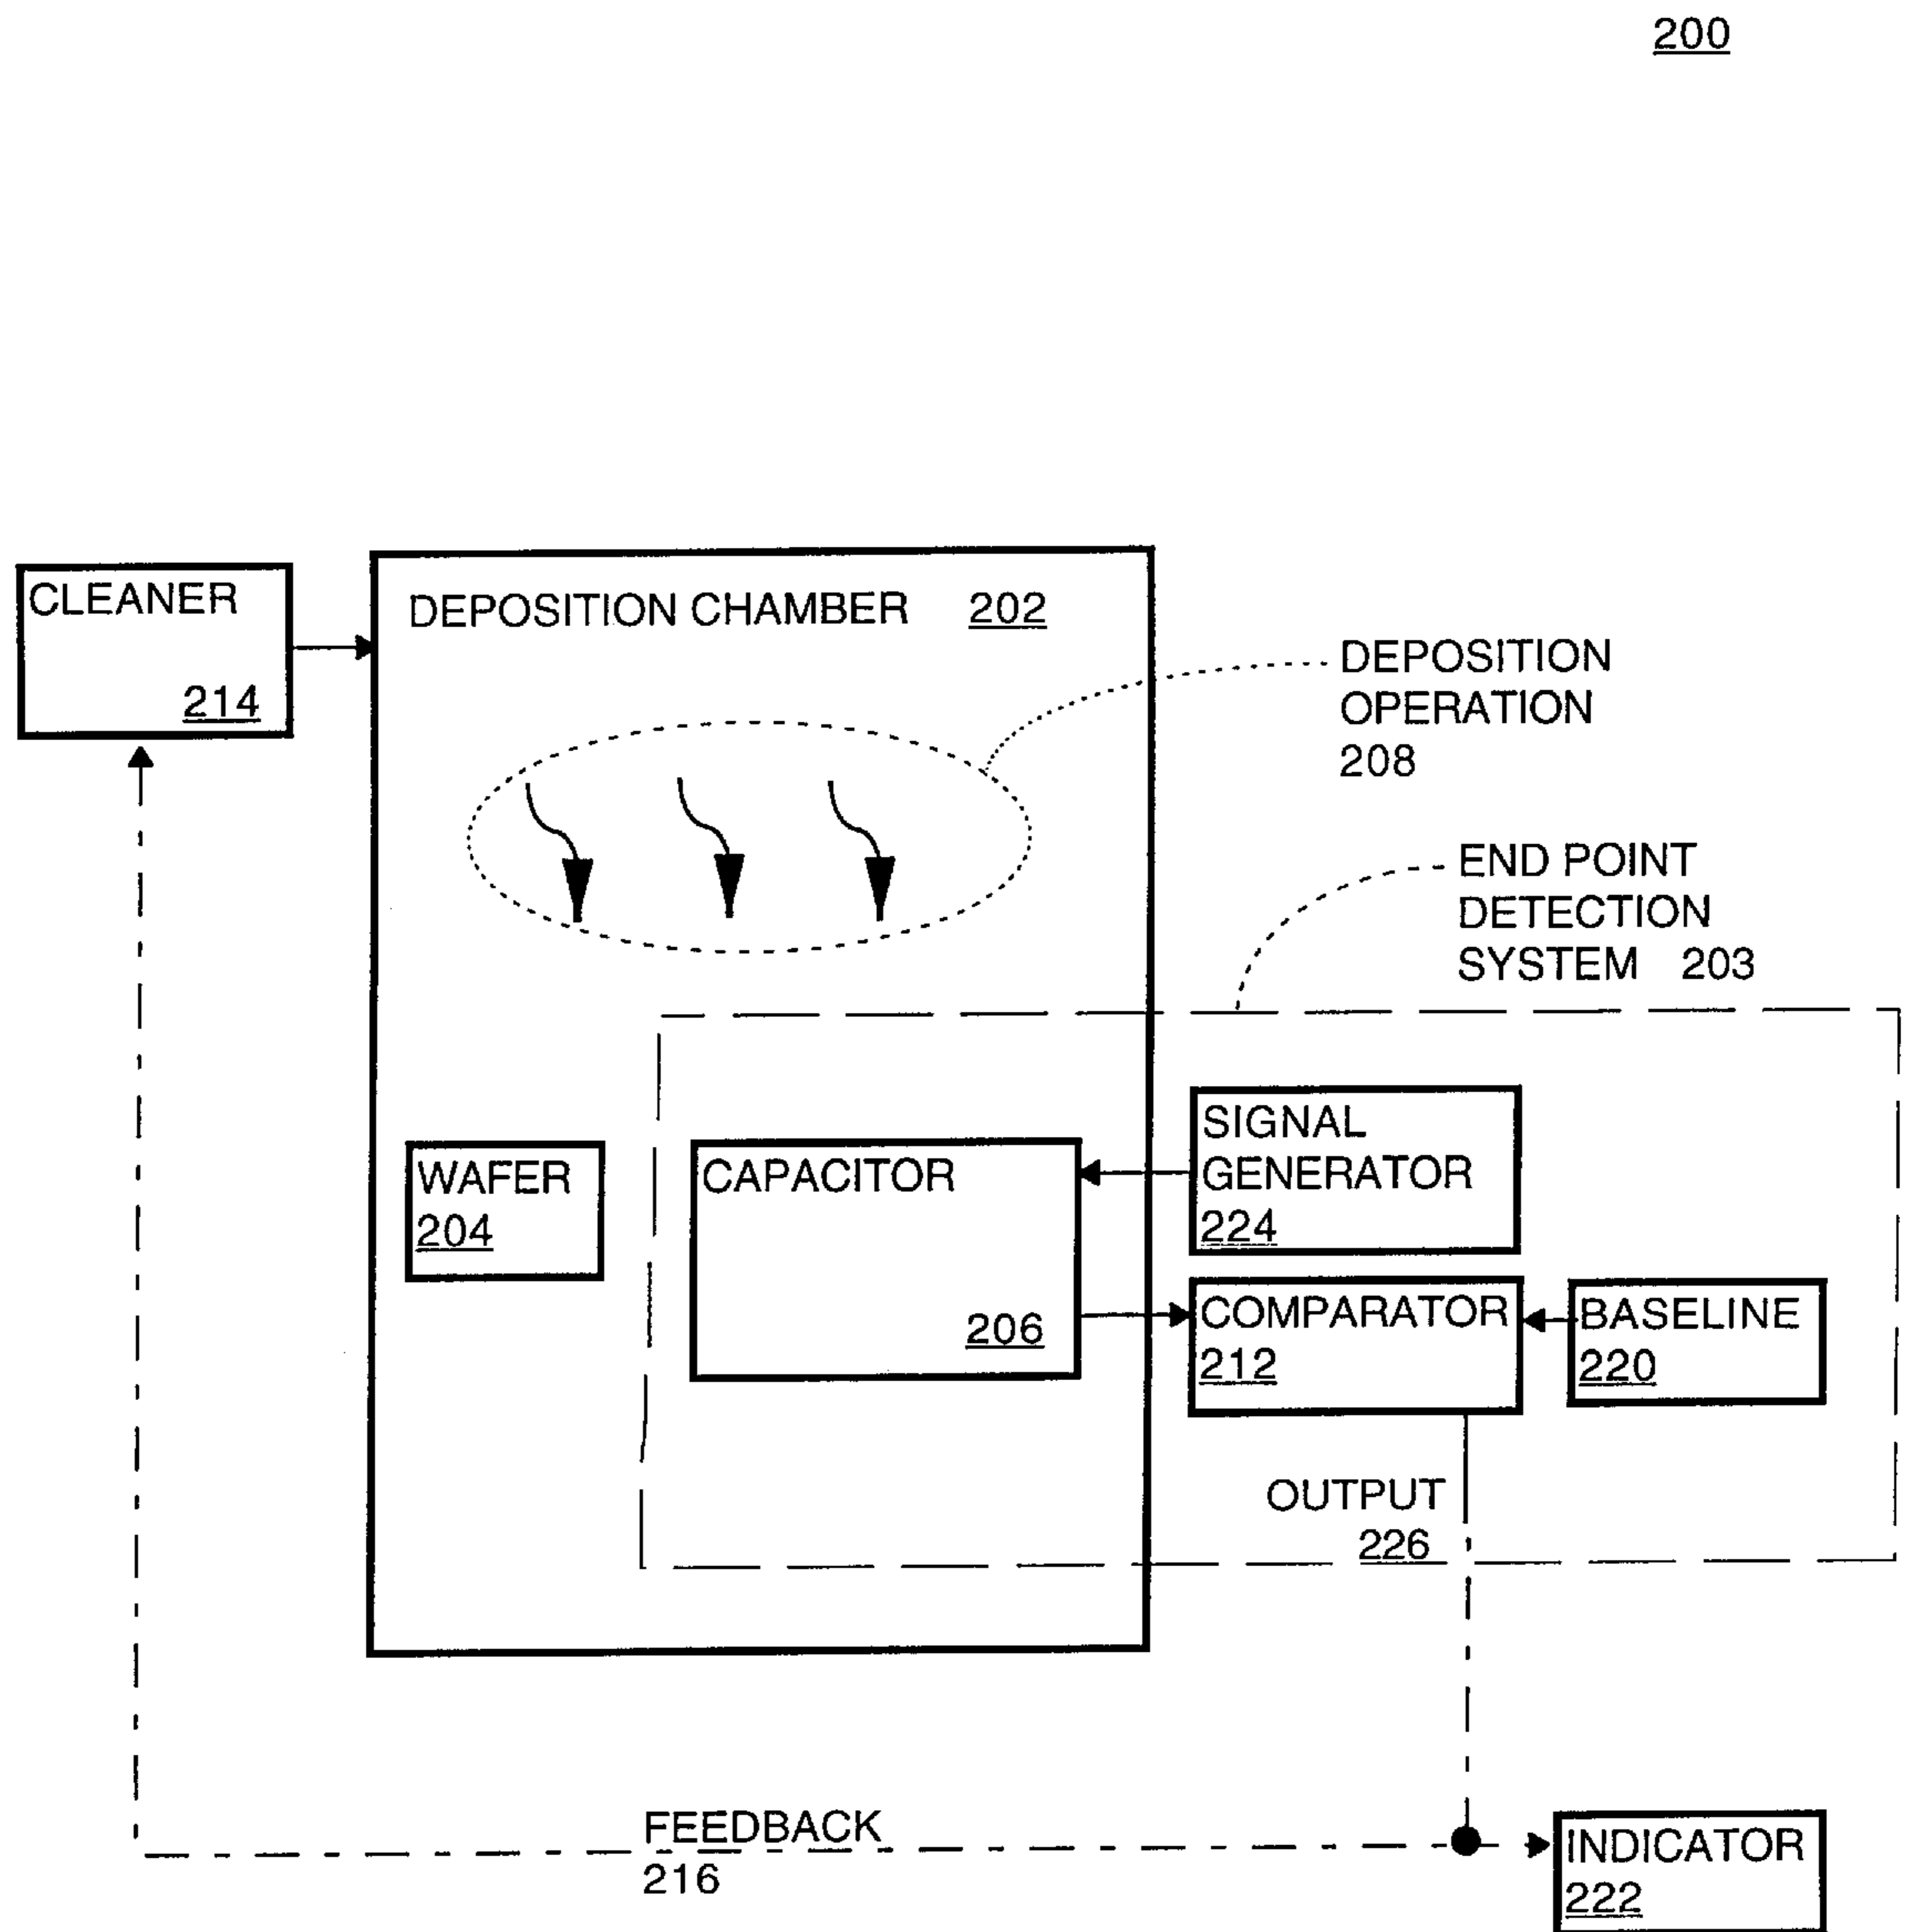 200
CLEANER
214
DEPOSITION CHAMBER 202
DEPOSITION
OPERATION
208
END POINT
DETECTION
SYSTEM 203
WAFER
204
CAPACITOR
206
SIGNAL
GENERATOR
224
COMPARATOR
212
BASELINE
220
OUTPUT
226
FEEDBACK
216
INDICATOR
222